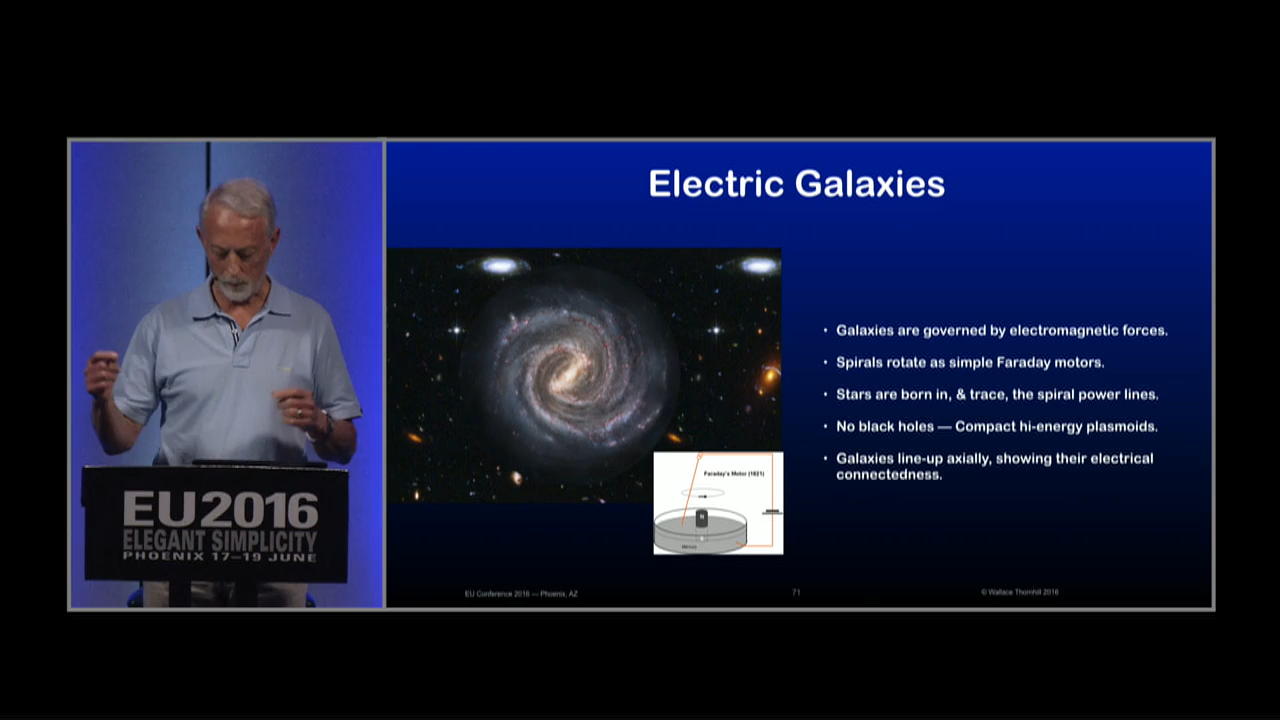 Electric Galaxies
• Galaxies are governed by electromagnetic forces.
• Spirals rotate as simple Faraday motors.
• Stars are born in, & trace, the spiral power lines.
• No black holes — Compact hi-energy plasmoids.
• Galaxies line-up axially, showing their electrical
connectedness.
Faraday's Motor (1821)
EU2016
ELEGANT SIMPLICITY
PHOENIX 17–19 JUNE
EU Conference 2016 — Phoenix, AZ
71
© Wallace Thornhill 2016